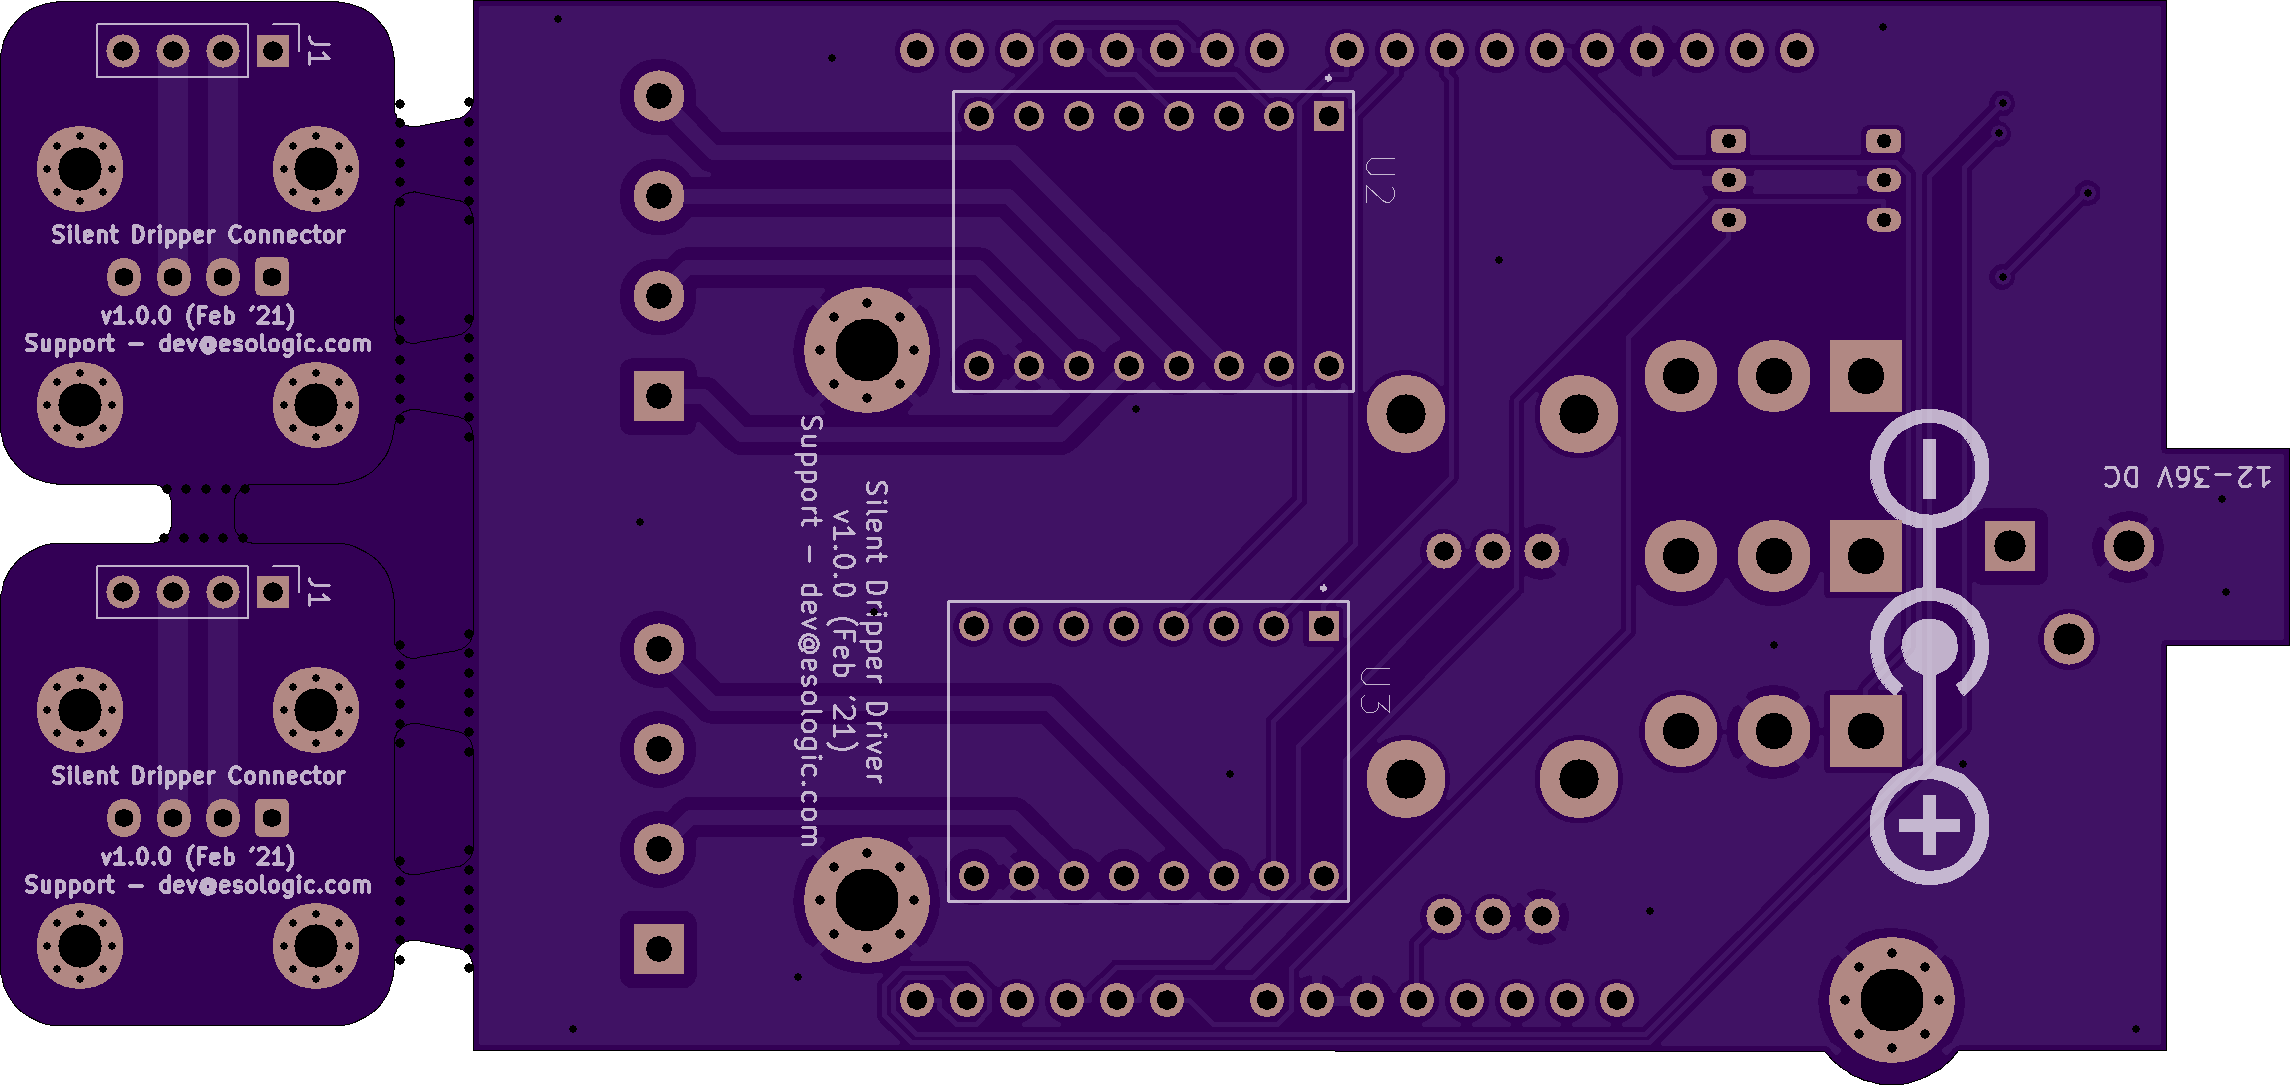 J1
Silent Dripper Connector
v1.0.0 (Feb '21)
Support - dev@esologic.com
J1
Silent Dripper Connector
v1.0.0 (Feb '21)
Support - dev@esologic.com
Silent Dripper Driver
v1.0.0 (Feb '21)
Support - dev@esologic.com
U2
U3
12-36V DC